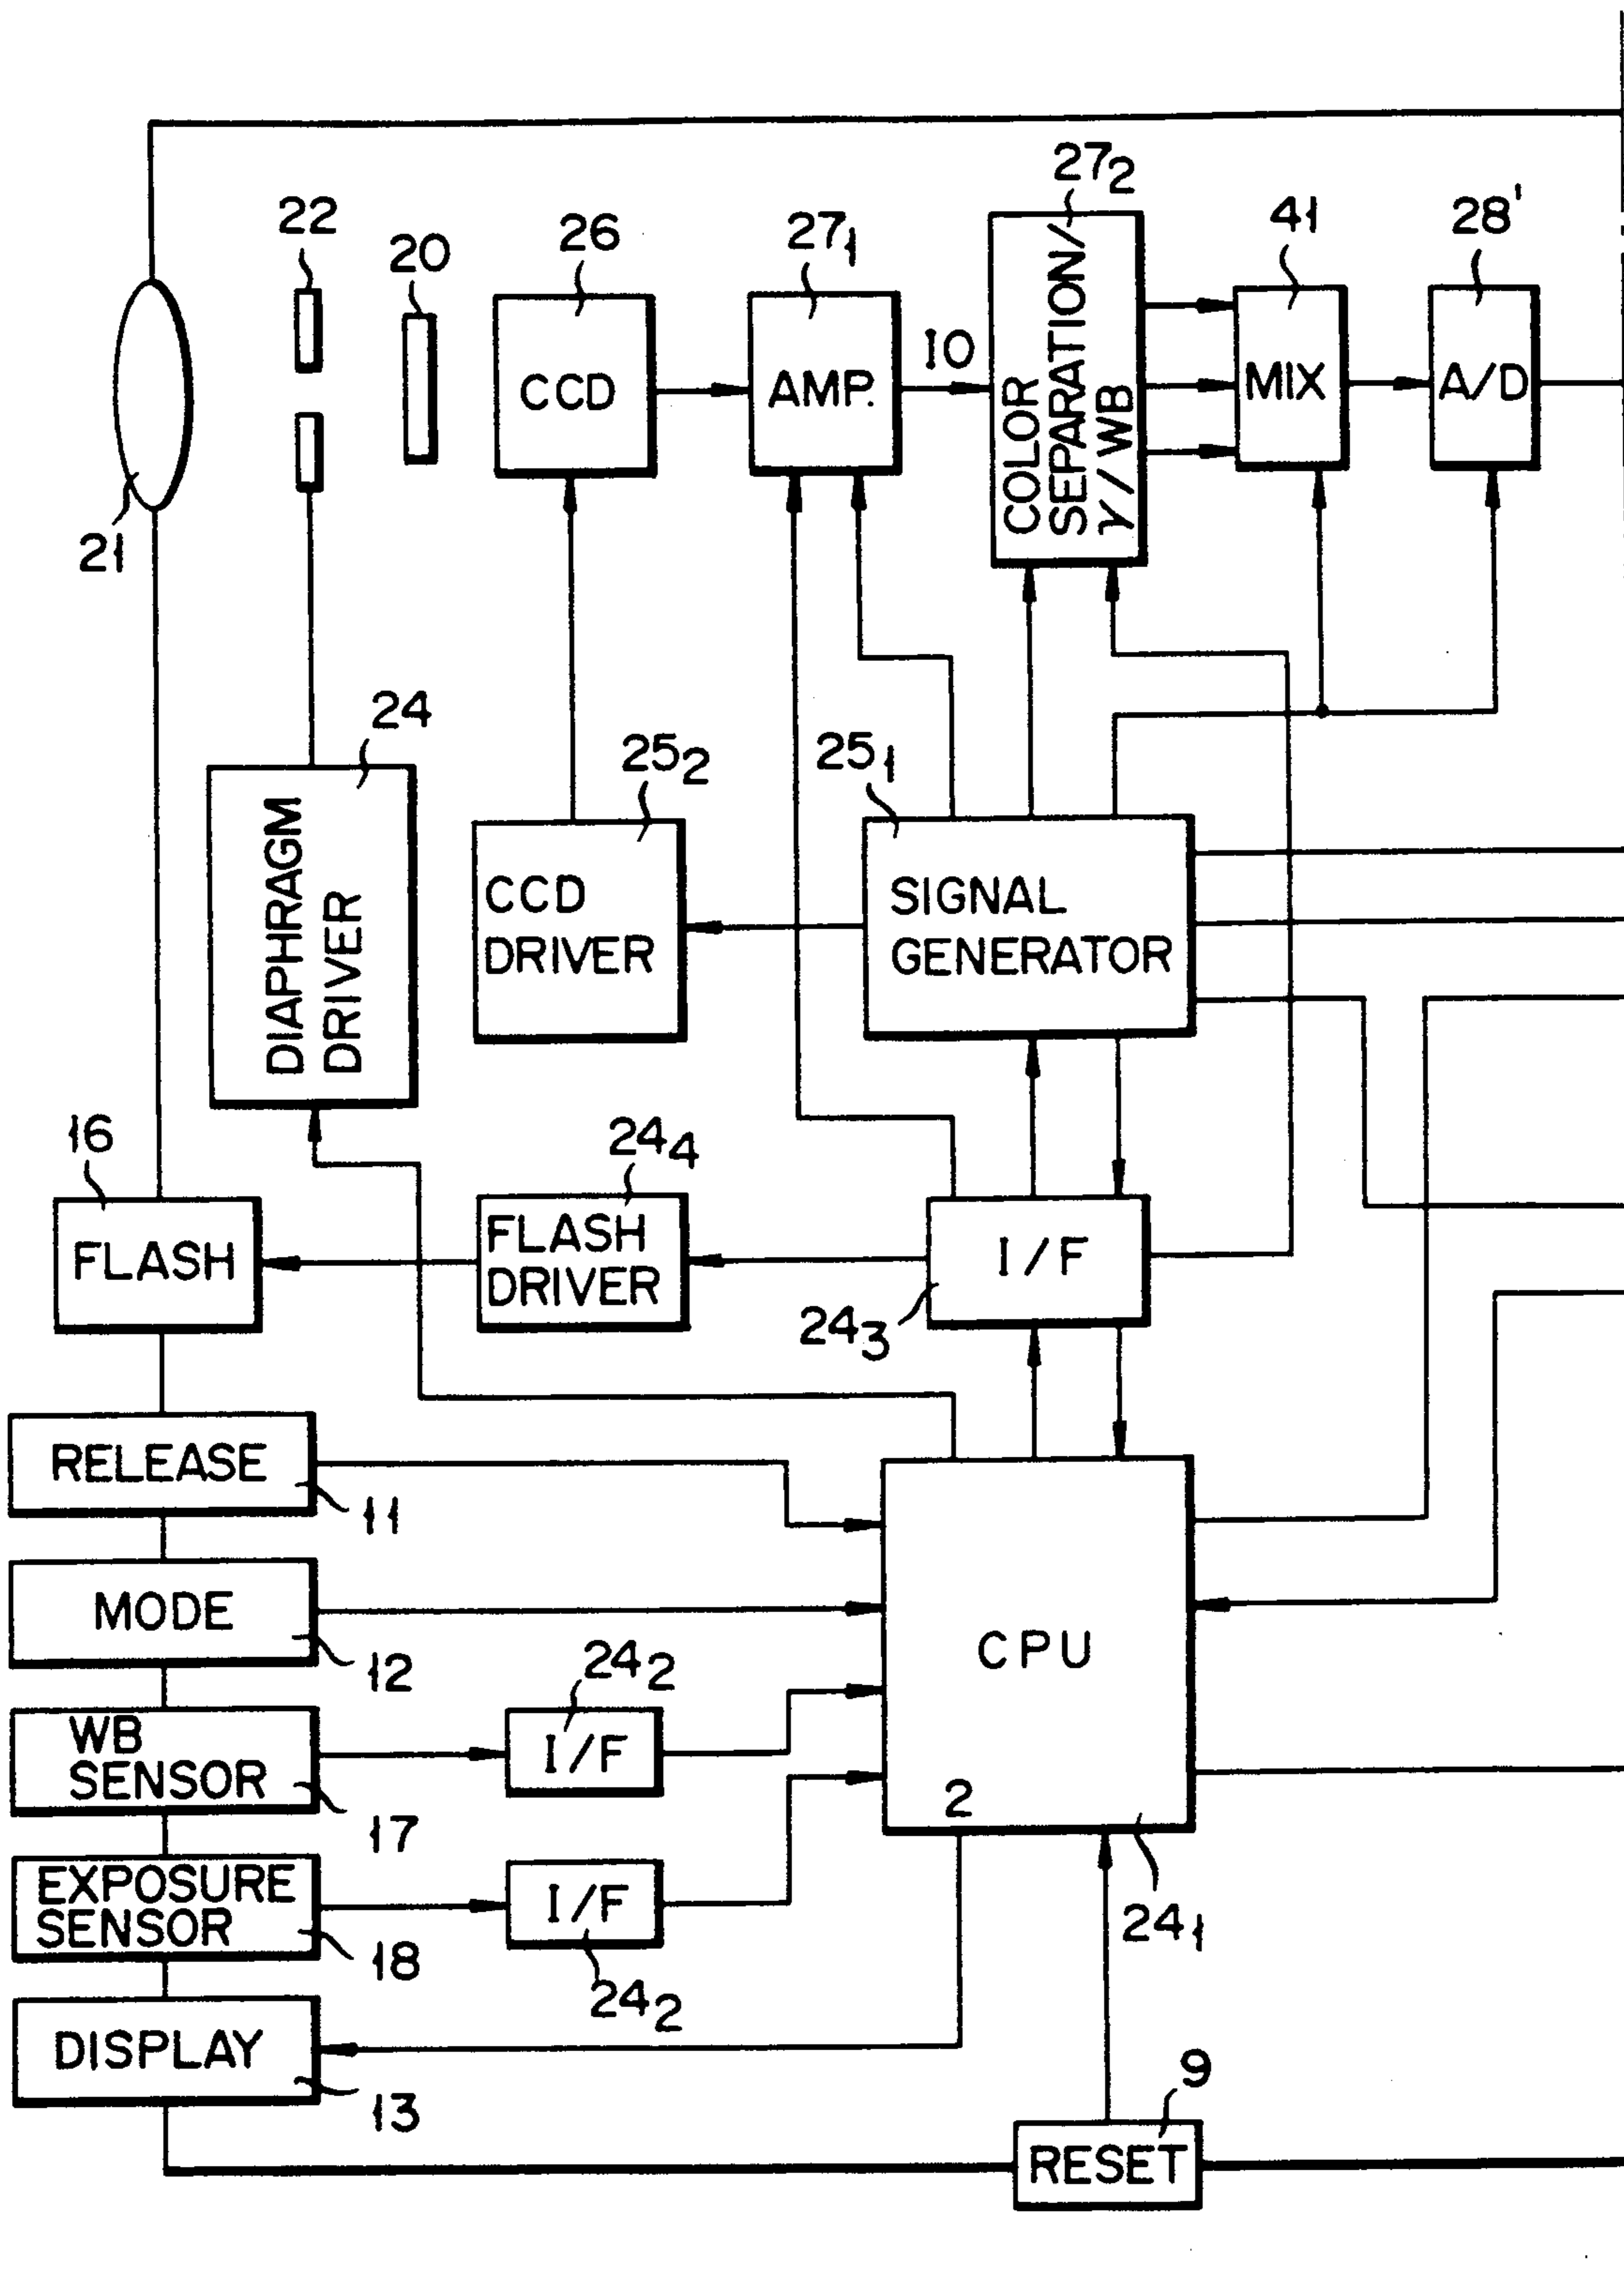 27₂
22
20
26
27₁
41
28'
CCD
AMP.
10
COLOR
SEPARATION/
γ/WB
MIX
A/D
21
24
25₂
25₁
DIAPHRAGM
DRIVER
CCD
DRIVER
SIGNAL
GENERATOR
16
24₄
FLASH
FLASH
DRIVER
I/F
24₃
RELEASE
11
MODE
12
CPU
2
24₁
WB
SENSOR
17
24₂
I/F
EXPOSURE
SENSOR
18
I/F
24₂
DISPLAY
13
9
RESET